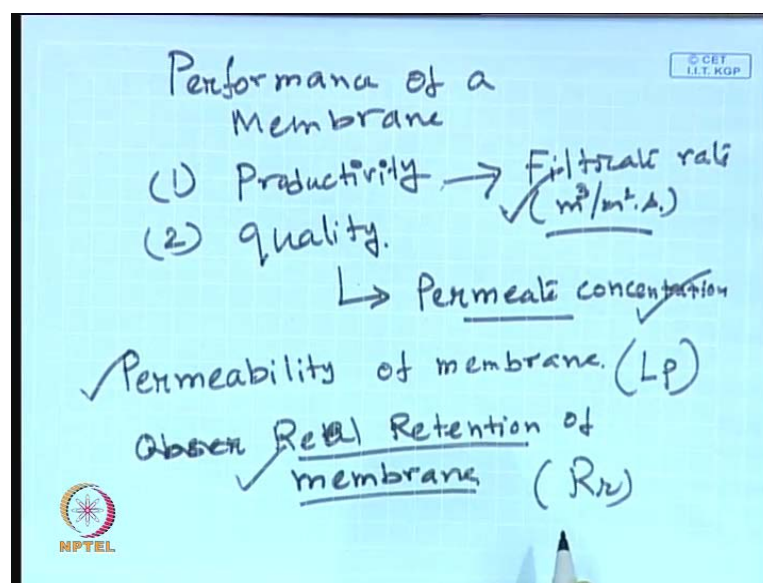 Performance of a
Membrane
© CET
I.I.T. KGP
(1) Productivity → Filtrate rate
(m³/m².s.)
(2) quality.
↳ Permeate concentration
Permeability of membrane. (Lp)
Obser Real Retention of
membrane (Rr)
NPTEL